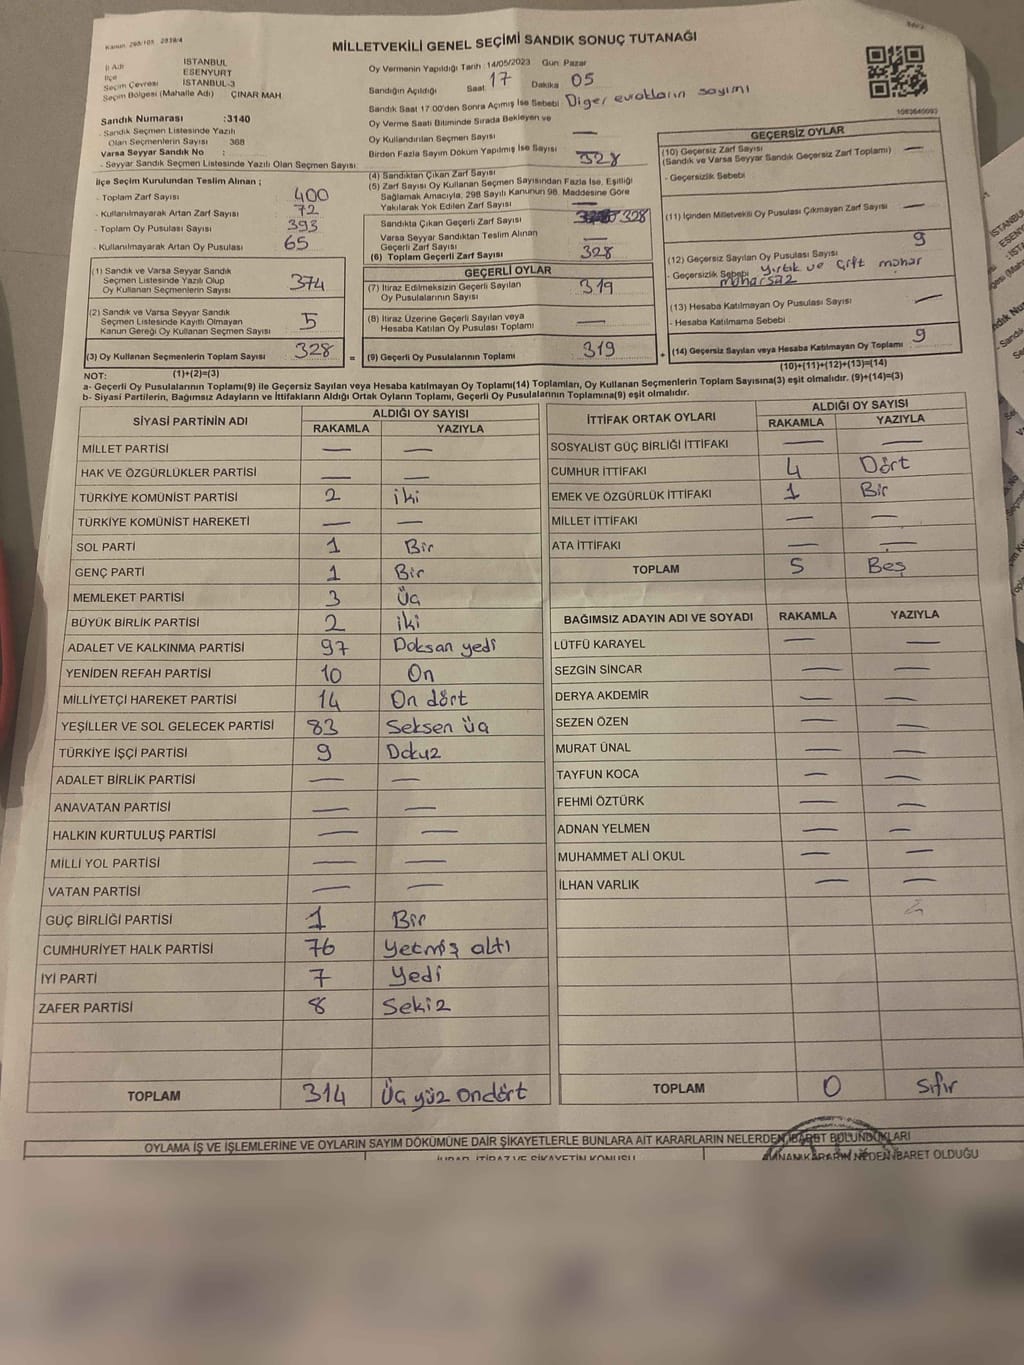 Kanun 298/105 2839/4
MİLLETVEKİLİ GENEL SEÇİMİ SANDIK SONUÇ TUTANAĞI
İl Adı İSTANBUL
İlçe ESENYURT
Seçim Çevresi İSTANBUL-3
Seçim Bölgesi (Mahalle Adı) ÇINAR MAH.
Sandık Numarası :3140
- Sandık Seçmen Listesinde Yazılı
Olan Seçmenlerin Sayısı 368
Varsa Seyyar Sandık No :
- Seyyar Sandık Seçmen Listesinde Yazılı Olan Seçmen Sayısı:
Oy Vermenin Yapıldığı Tarih : 14/05/2023 Gün: Pazar
Sandığın Açıldığı Saat: 17 Dakika 05
Sandık Saat 17:00'den Sonra Açılmış İse Sebebi Diğer evrakların sayımı
Oy Verme Saati Bitiminde Sırada Bekleyen ve
Oy Kullandırılan Seçmen Sayısı —
Birden Fazla Sayım Döküm Yapılmış İse Sayısı
1083640093
İlçe Seçim Kurulundan Teslim Alınan ;
- Toplam Zarf Sayısı 400
- Kullanılmayarak Artan Zarf Sayısı 72
- Toplam Oy Pusulası Sayısı 393
- Kullanılmayarak Artan Oy Pusulası 65
(4) Sandıktan Çıkan Zarf Sayısı 328
(5) Zarf Sayısı Oy Kullanan Seçmen Sayısından Fazla İse, Eşitliği
Sağlamak Amacıyla, 298 Sayılı Kanunun 98. Maddesine Göre
Yakılarak Yok Edilen Zarf Sayısı —
Sandıkta Çıkan Geçerli Zarf Sayısı 328
Varsa Seyyar Sandıktan Teslim Alınan
Geçerli Zarf Sayısı —
(6) Toplam Geçerli Zarf Sayısı 328
(1) Sandık ve Varsa Seyyar Sandık
Seçmen Listesinde Yazılı Olup
Oy Kullanan Seçmenlerin Sayısı 374
(2) Sandık ve Varsa Seyyar Sandık
Seçmen Listesinde Kayıtlı Olmayan
Kanun Gereği Oy Kullanan Seçmen Sayısı 5
(3) Oy Kullanan Seçmenlerin Toplam Sayısı 328 =
GEÇERLİ OYLAR
(7) İtiraz Edilmeksizin Geçerli Sayılan
Oy Pusulalarının Sayısı 319
(8) İtiraz Üzerine Geçerli Sayılan veya
Hesaba Katılan Oy Pusulası Toplamı —
(9) Geçerli Oy Pusulalarının Toplamı 319 +
GEÇERSİZ OYLAR
(10) Geçersiz Zarf Sayısı —
(Sandık ve Varsa Seyyar Sandık Geçersiz Zarf Toplamı)
- Geçersizlik Sebebi
(11) İçinden Milletvekili Oy Pusulası Çıkmayan Zarf Sayısı —
(12) Geçersiz Sayılan Oy Pusulası Sayısı 9
- Geçersizlik Sebebi yırtık ve çift mühür
mühürsüz
(13) Hesaba Katılmayan Oy Pusulası Sayısı —
- Hesaba Katılmama Sebebi
(14) Geçersiz Sayılan veya Hesaba Katılmayan Oy Toplamı 9
NOT: (1)+(2)=(3) (10)+(11)+(12)+(13)=(14)
a- Geçerli Oy Pusulalarının Toplamı(9) ile Geçersiz Sayılan veya Hesaba katılmayan Oy Toplamı(14) Toplamları, Oy Kullanan Seçmenlerin Toplam Sayısına(3) eşit olmalıdır. (9)+(14)=(3)
b- Siyasi Partilerin, Bağımsız Adayların ve İttifakların Aldığı Ortak Oyların Toplamı, Geçerli Oy Pusulalarının Toplamına(9) eşit olmalıdır.
SİYASİ PARTİNİN ADI ALDIĞI OY SAYISI
RAKAMLA YAZIYLA
MİLLET PARTİSİ — —
HAK VE ÖZGÜRLÜKLER PARTİSİ — —
TÜRKİYE KOMÜNİST PARTİSİ 2 iki
TÜRKİYE KOMÜNİST HAREKETİ — —
SOL PARTİ 1 Bir
GENÇ PARTİ 1 Bir
MEMLEKET PARTİSİ 3 Üç
BÜYÜK BİRLİK PARTİSİ 2 iki
ADALET VE KALKINMA PARTİSİ 97 Doksan yedi
YENİDEN REFAH PARTİSİ 10 On
MİLLİYETÇİ HAREKET PARTİSİ 14 On dört
YEŞİLLER VE SOL GELECEK PARTİSİ 83 Seksen üç
TÜRKİYE İŞÇİ PARTİSİ 9 Dokuz
ADALET BİRLİK PARTİSİ — —
ANAVATAN PARTİSİ — —
HALKIN KURTULUŞ PARTİSİ — —
MİLLİ YOL PARTİSİ — —
VATAN PARTİSİ — —
GÜÇ BİRLİĞİ PARTİSİ 1 Bir
CUMHURİYET HALK PARTİSİ 76 yetmiş altı
İYİ PARTİ 7 Yedi
ZAFER PARTİSİ 8 Sekiz
TOPLAM 314 Üç yüz ondört
İTTİFAK ORTAK OYLARI ALDIĞI OY SAYISI
RAKAMLA YAZIYLA
SOSYALİST GÜÇ BİRLİĞİ İTTİFAKI — —
CUMHUR İTTİFAKI 4 Dört
EMEK VE ÖZGÜRLÜK İTTİFAKI 1 Bir
MİLLET İTTİFAKI — —
ATA İTTİFAKI — —
TOPLAM 5 Beş
BAĞIMSIZ ADAYIN ADI VE SOYADI RAKAMLA YAZIYLA
LÜTFÜ KARAYEL — —
SEZGİN SİNCAR — —
DERYA AKDEMİR — —
SEZEN ÖZEN — —
MURAT ÜNAL — —
TAYFUN KOCA — —
FEHMİ ÖZTÜRK — —
ADNAN YELMEN — —
MUHAMMET ALİ OKUL — —
İLHAN VARLIK — —
TOPLAM 0 Sıfır
OYLAMA İŞ VE İŞLEMLERİNE VE OYLARIN SAYIM DÖKÜMÜNE DAİR ŞİKAYETLERLE BUNLARA AİT KARARLARIN NELERDEN İBARET BULUNDUKLARI
İHBAR, İTİRAZ VE ŞİKAYETİN KONUSU ALINAN KARARIN NEDEN İBARET OLDUĞU